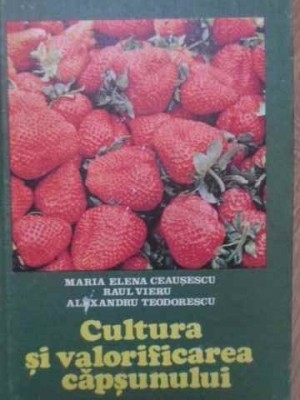 MARIA ELENA CEAUȘESCU
RAUL VIERU
ALEXANDRU TEODORESCU
Cultura
și valorificarea
căpșunului